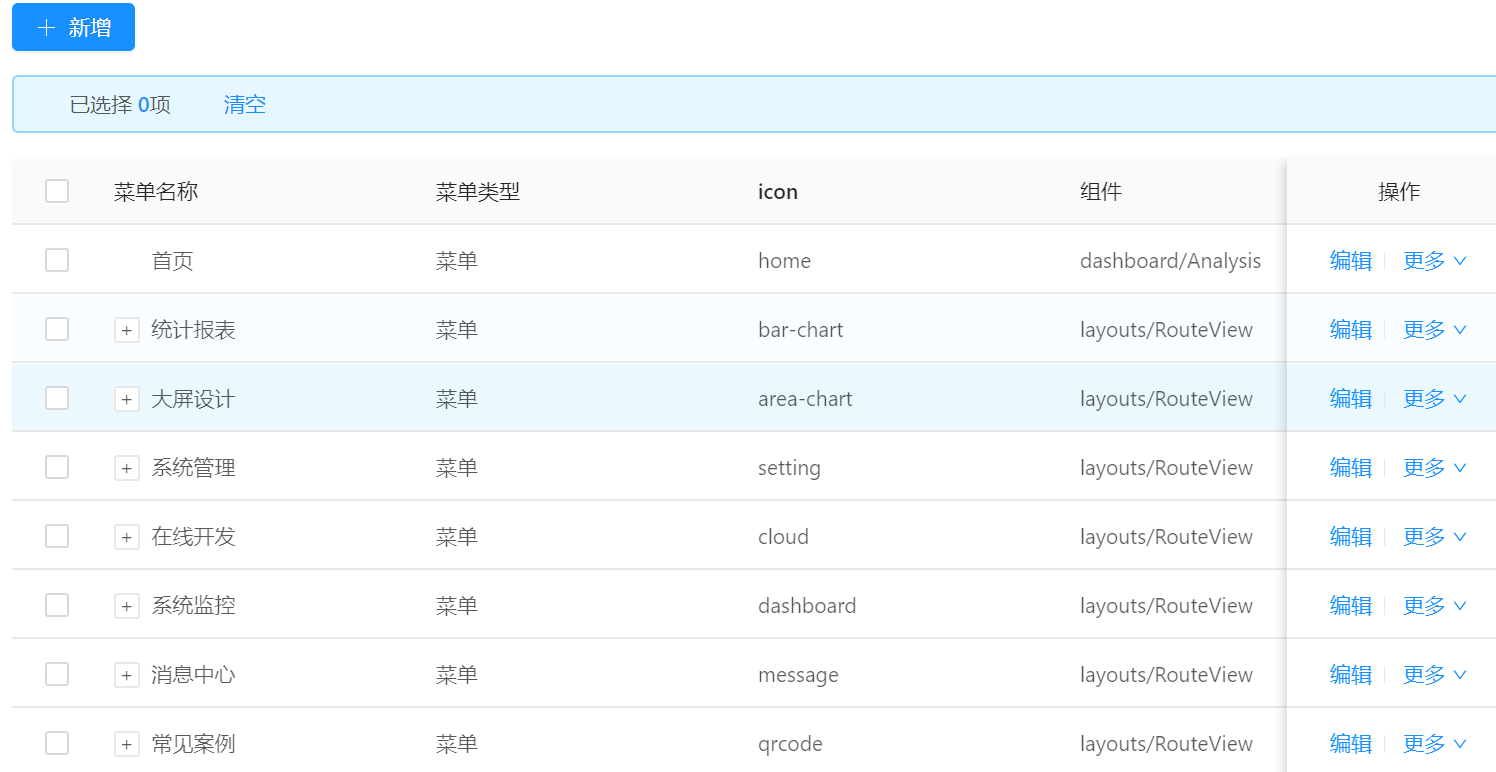 新增
已选择 0项 清空
菜单名称 菜单类型 icon 组件 操作
首页 菜单 home dashboard/Analysis 编辑 更多
+ 统计报表 菜单 bar-chart layouts/RouteView 编辑 更多
+ 大屏设计 菜单 area-chart layouts/RouteView 编辑 更多
+ 系统管理 菜单 setting layouts/RouteView 编辑 更多
+ 在线开发 菜单 cloud layouts/RouteView 编辑 更多
+ 系统监控 菜单 dashboard layouts/RouteView 编辑 更多
+ 消息中心 菜单 message layouts/RouteView 编辑 更多
+ 常见案例 菜单 qrcode layouts/RouteView 编辑 更多